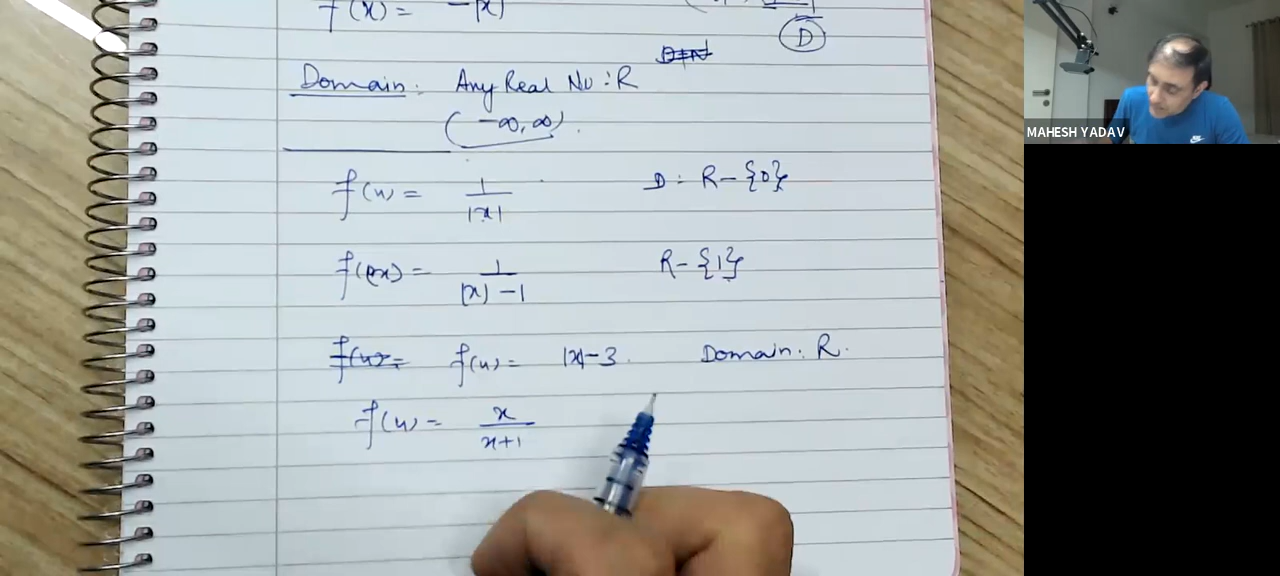 f(x) = -|x|
D
Domain: Any Real No: R
(-∞, ∞).
f(x) = 1/|x| D: R-{0}
f(x) = 1/|x|-1 R-{1}
f(x)= f(x) = |x|-3. Domain: R.
f(x) = x/x+1
MAHESH YADAV